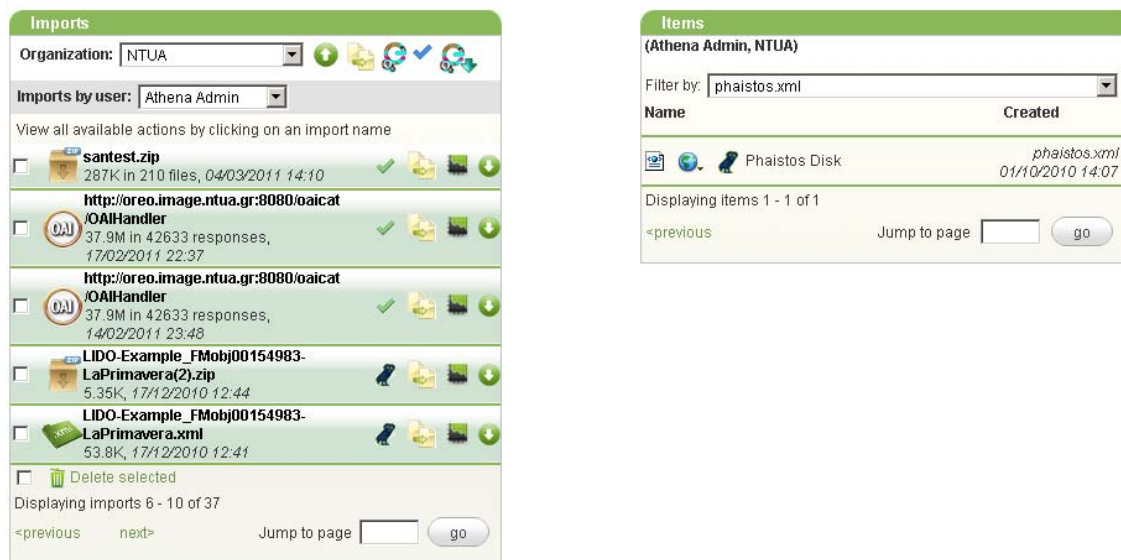 Imports
Organization: NTUA
Imports by user: Athena Admin
View all available actions by clicking on an import name
ZIP
santest.zip
287K in 210 files, 04/03/2011 14:10
http://oreo.image.ntua.gr:8080/oaicat
/OAIHandler
OAI
37.9M in 42633 responses,
17/02/2011 22:37
http://oreo.image.ntua.gr:8080/oaicat
/OAIHandler
OAI
37.9M in 42633 responses,
14/02/2011 23:48
ZIP
LIDO-Example_FMobj00154983-
LaPrimavera(2).zip
5.35K, 17/12/2010 12:44
LIDO-Example_FMobj00154983-
.xml
LaPrimavera.xml
53.8K, 17/12/2010 12:41
Delete selected
Displaying imports 6 - 10 of 37
<previous next> Jump to page go
Items
(Athena Admin, NTUA)
Filter by: phaistos.xml
Name Created
Phaistos Disk phaistos.xml
01/10/2010 14:07
Displaying items 1 - 1 of 1
<previous Jump to page go